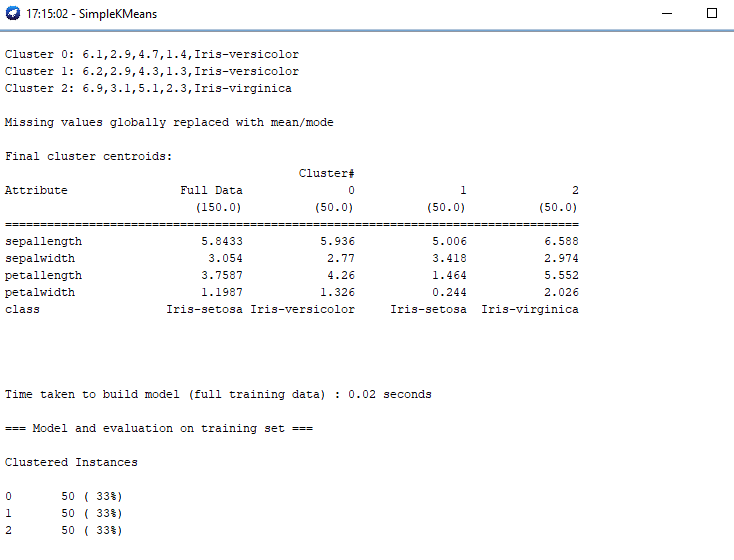 17:15:02 - SimpleKMeans
Cluster 0: 6.1,2.9,4.7,1.4,Iris-versicolor
Cluster 1: 6.2,2.9,4.3,1.3,Iris-versicolor
Cluster 2: 6.9,3.1,5.1,2.3,Iris-virginica
Missing values globally replaced with mean/mode
Final cluster centroids:
Cluster#
Attribute Full Data 0 1 2
(150.0) (50.0) (50.0) (50.0)
==================================================================================
sepallength 5.8433 5.936 5.006 6.588
sepalwidth 3.054 2.77 3.418 2.974
petallength 3.7587 4.26 1.464 5.552
petalwidth 1.1987 1.326 0.244 2.026
class Iris-setosa Iris-versicolor Iris-setosa Iris-virginica
Time taken to build model (full training data) : 0.02 seconds
=== Model and evaluation on training set ===
Clustered Instances
0 50 ( 33%)
1 50 ( 33%)
2 50 ( 33%)